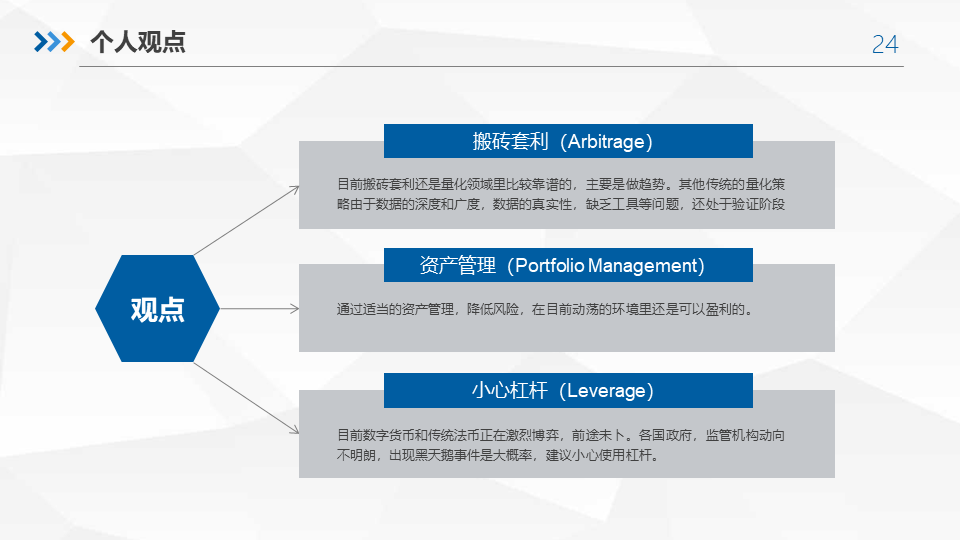 个人观点
24
搬砖套利（Arbitrage）
目前搬砖套利还是量化领域里比较靠谱的，主要是做趋势。其他传统的量化策
略由于数据的深度和广度，数据的真实性，缺乏工具等问题，还处于验证阶段
资产管理（Portfolio Management）
观点
通过适当的资产管理，降低风险，在目前动荡的环境里还是可以盈利的。
小心杠杆（Leverage）
目前数字货币和传统法币正在激烈博弈，前途未卜。各国政府，监管机构动向
不明朗，出现黑天鹅事件是大概率，建议小心使用杠杆。